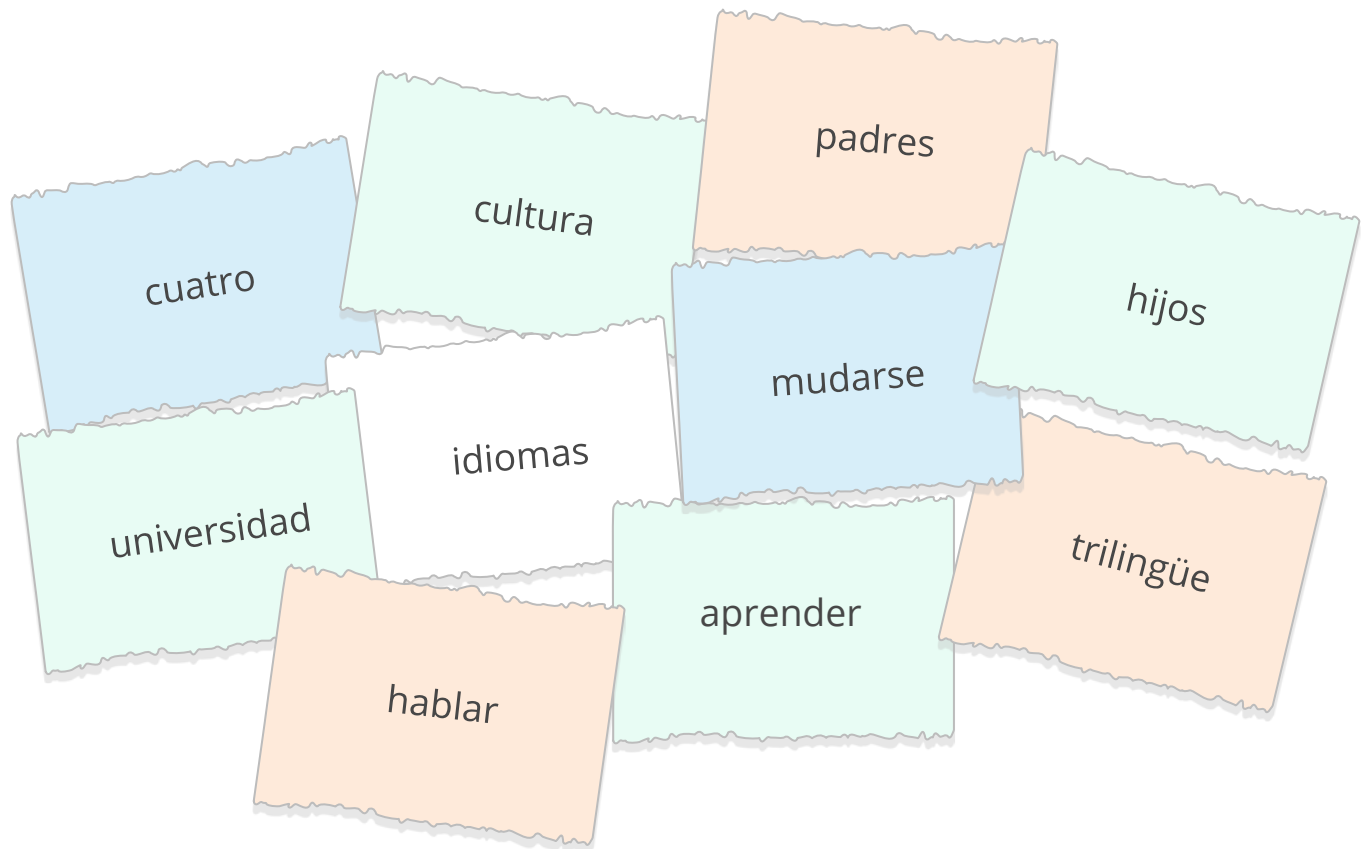 padres
cultura
cuatro
hijos
mudarse
idiomas
universidad
trilingüe
aprender
hablar